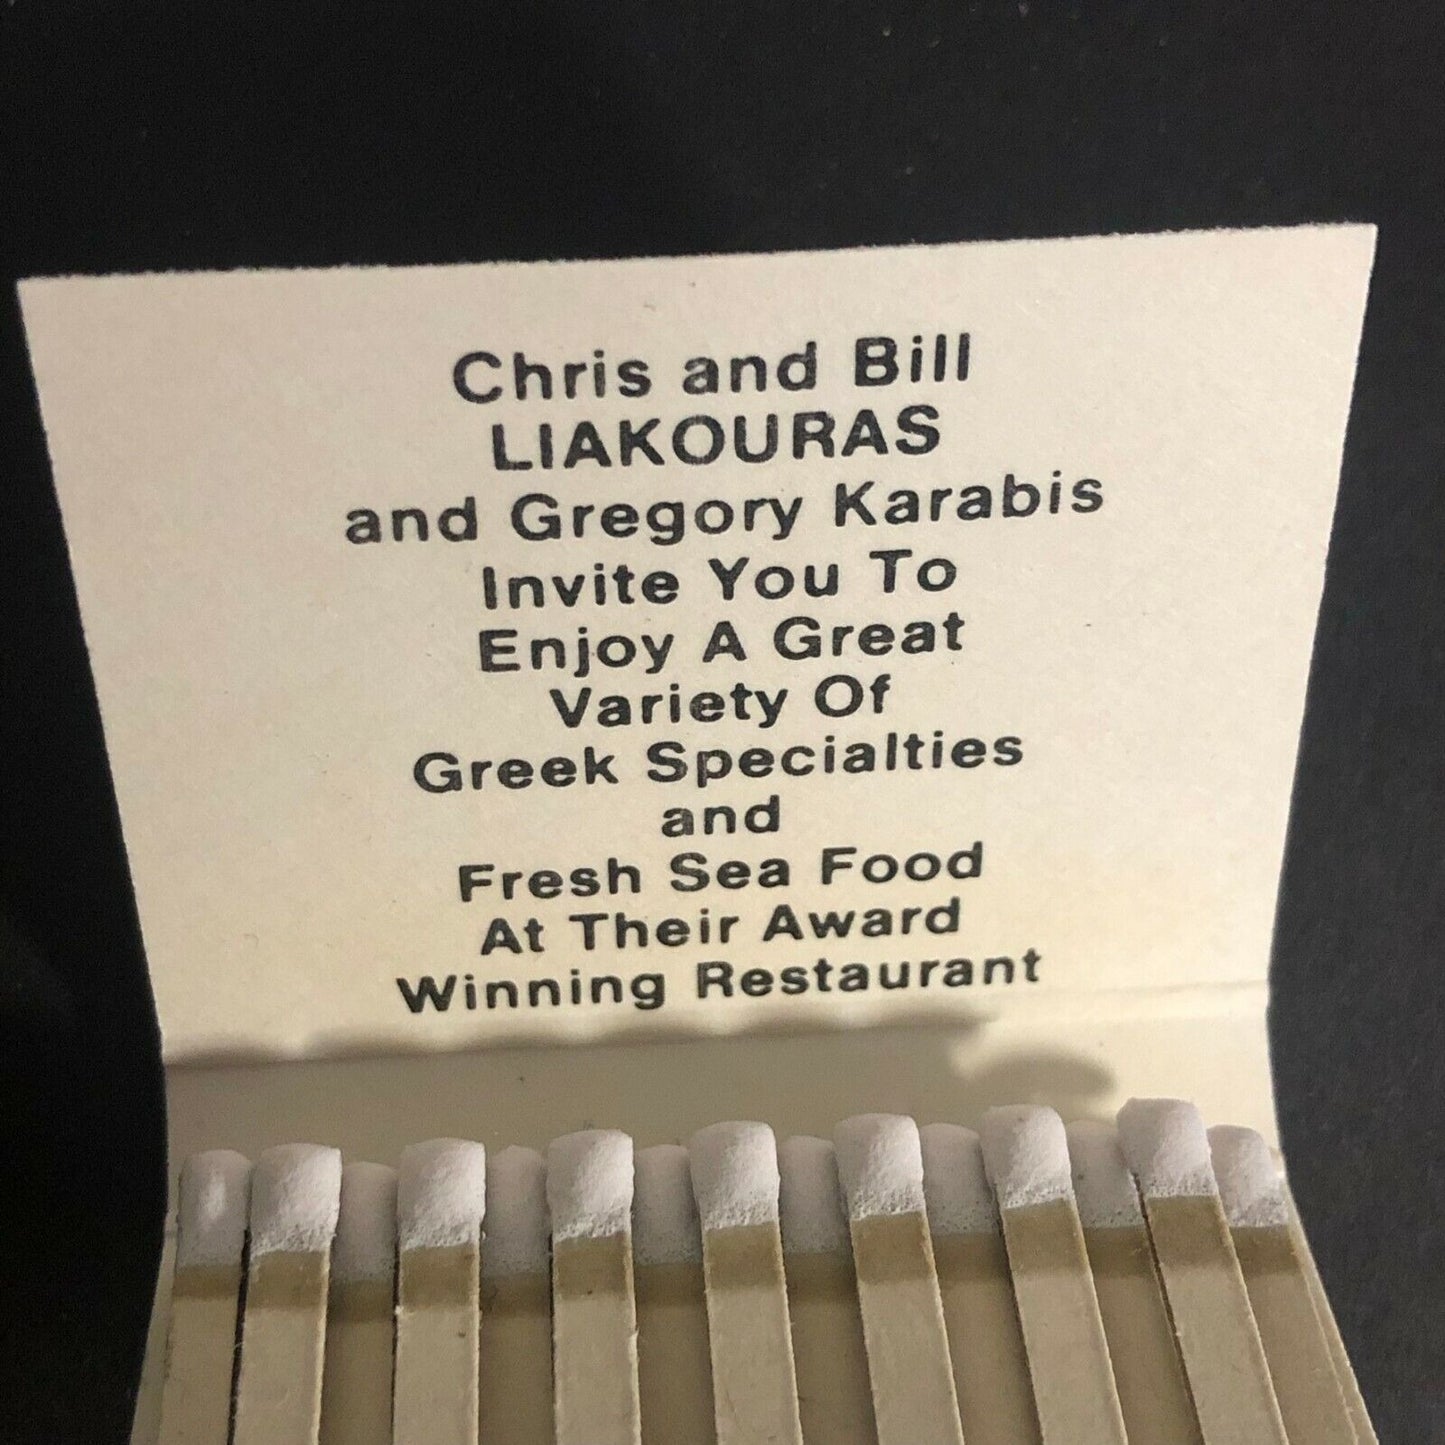 Chris and Bill
LIAKOURAS
and Gregory Karabis
Invite You To
Enjoy A Great
Variety Of
Greek Specialties
and
Fresh Sea Food
At Their Award
Winning Restaurant